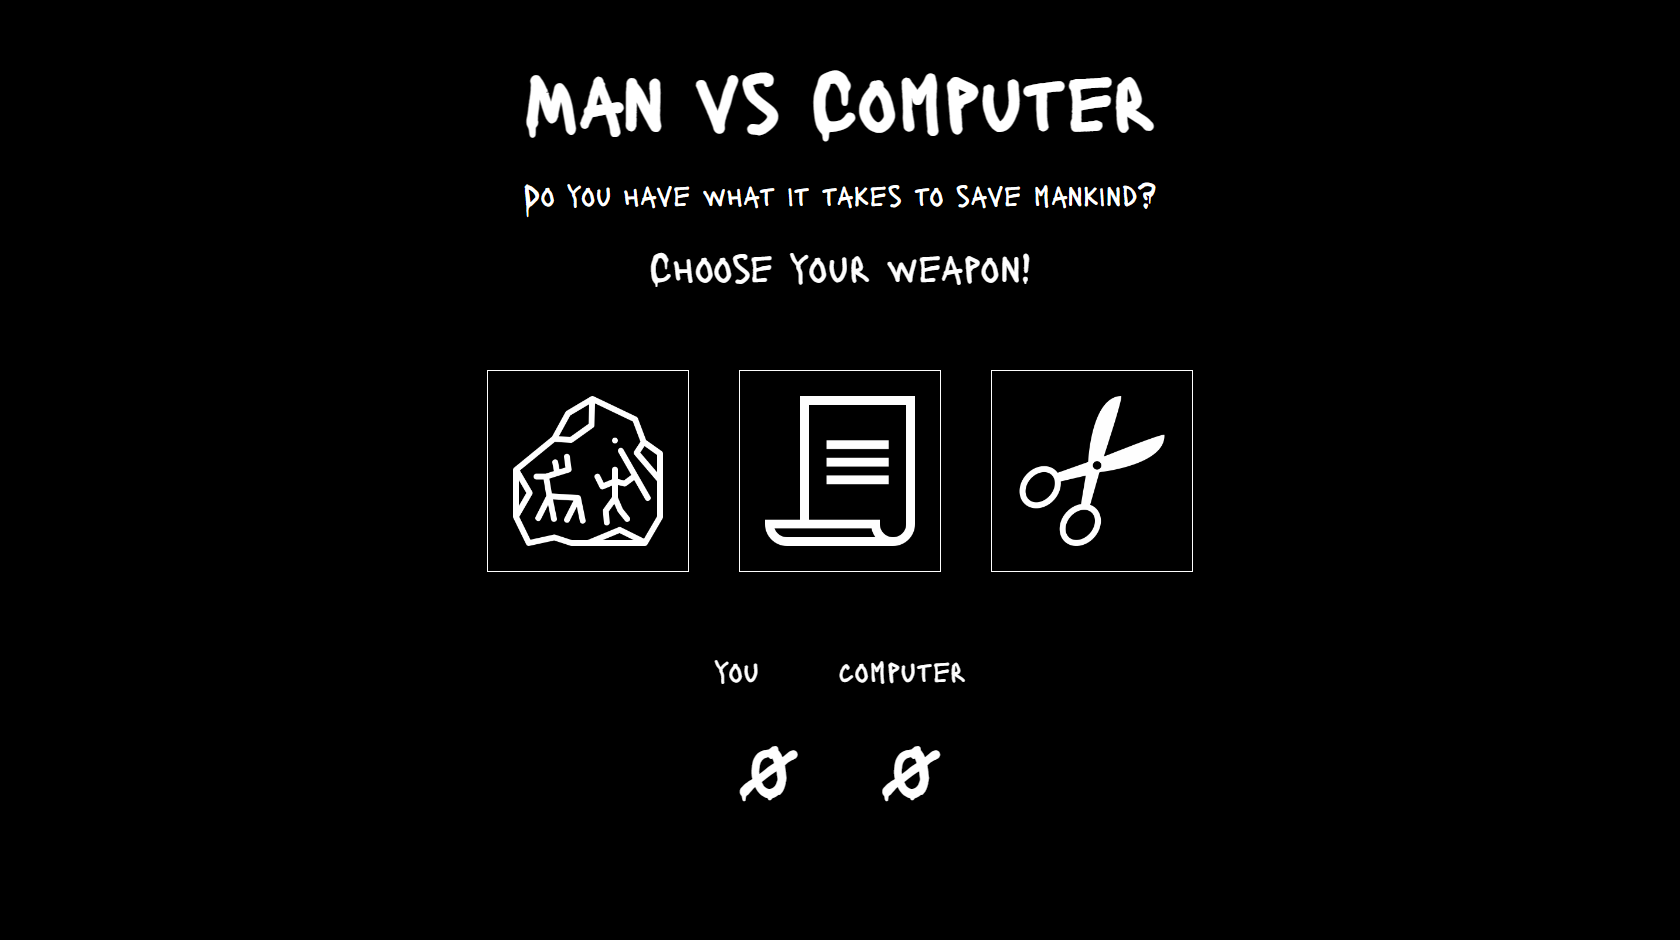 Man vs Computer
Do you have what it takes to save mankind?
Choose your weapon!
You computer
0 0